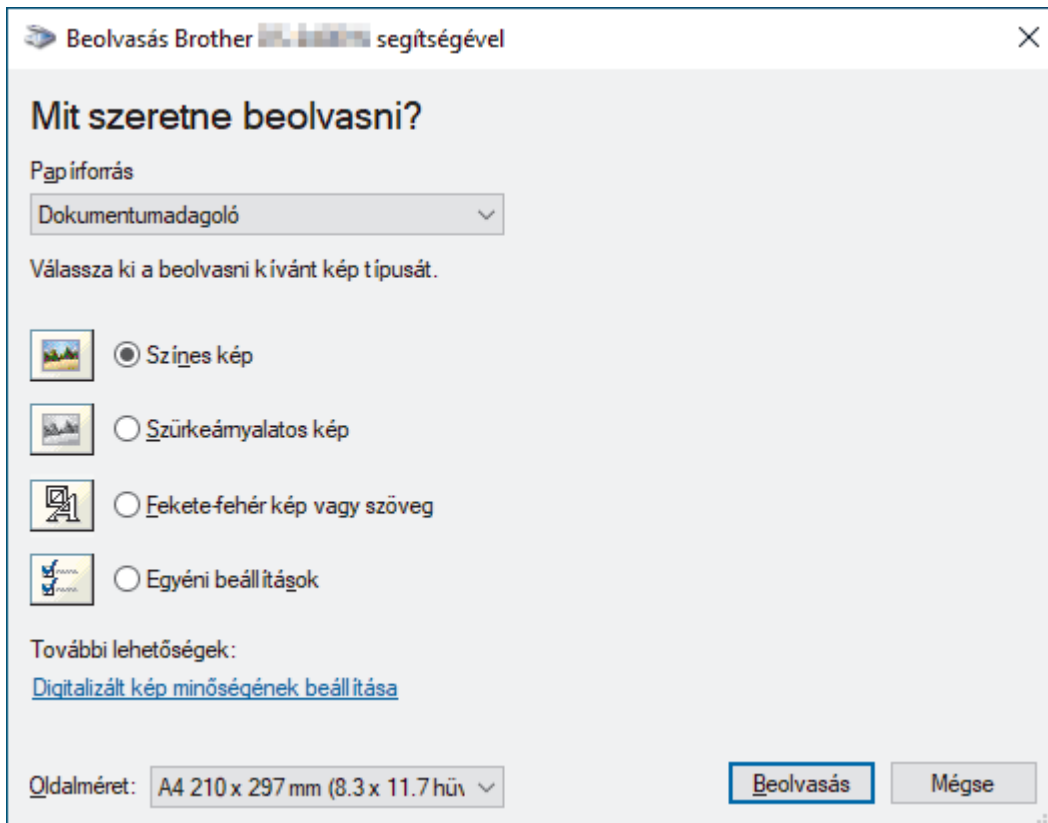 Beolvasás Brother segítségével
Mit szeretne beolvasni?
Papírforrás
Dokumentumadagoló
Válassza ki a beolvasni kívánt kép típusát.
Színes kép
Szürkeárnyalatos kép
Fekete-fehér kép vagy szöveg
Egyéni beállítások
További lehetőségek:
Digitalizált kép minőségének beállítása
Oldalméret: A4 210 x 297 mm (8.3 x 11.7 hüv
Beolvasás Mégse